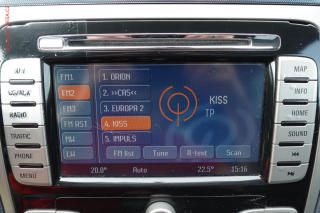 FM1
FM2
FM3
FM AST
MW
LW
1. ORION
2. >>CAS<<
3. EUROPA 2
4. KISS
5. IMPULS
KISS
TP
FM list
Tune
R-text
Scan
20.0°
Auto
22.5°
15:16
CD/AUX
RADIO
TRAFFIC
PHONE
MENU
MAP
INFO
HOME
SOUND